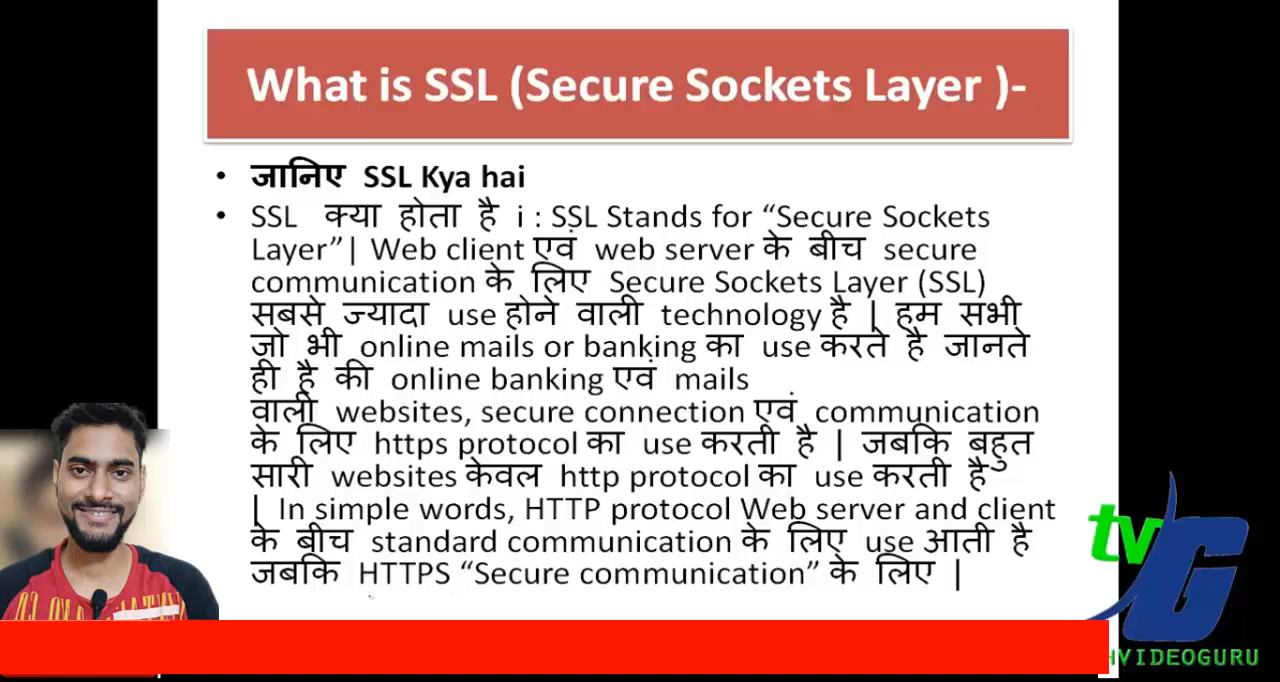 What is SSL (Secure Sockets Layer )-
• जानिए SSL Kya hai
• SSL क्या होता है i : SSL Stands for “Secure Sockets
Layer”| Web client एवं web server के बीच secure
communication के लिए Secure Sockets Layer (SSL)
सबसे ज्यादा use होने वाली technology है | हम सभी
जो भी online mails or banking का use करते है जानते
ही है की online banking एवं mails
वाली websites, secure connection एवं communication
के लिए https protocol का use करती है | जबकि बहुत
सारी websites केवल http protocol का use करती है
| In simple words, HTTP protocol Web server and client
के बीच standard communication के लिए use आती है
जबकि HTTPS “Secure communication” के लिए |
tv G
HVIDEOGURU